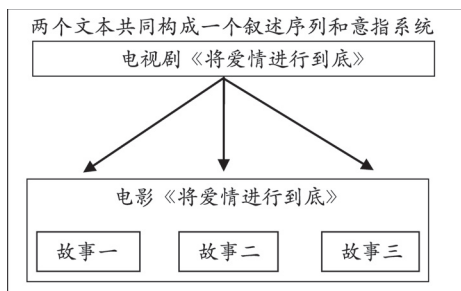 两个文本共同构成一个叙述序列和意指系统
电视剧《将爱情进行到底》
电影《将爱情进行到底》
故事一
故事二
故事三